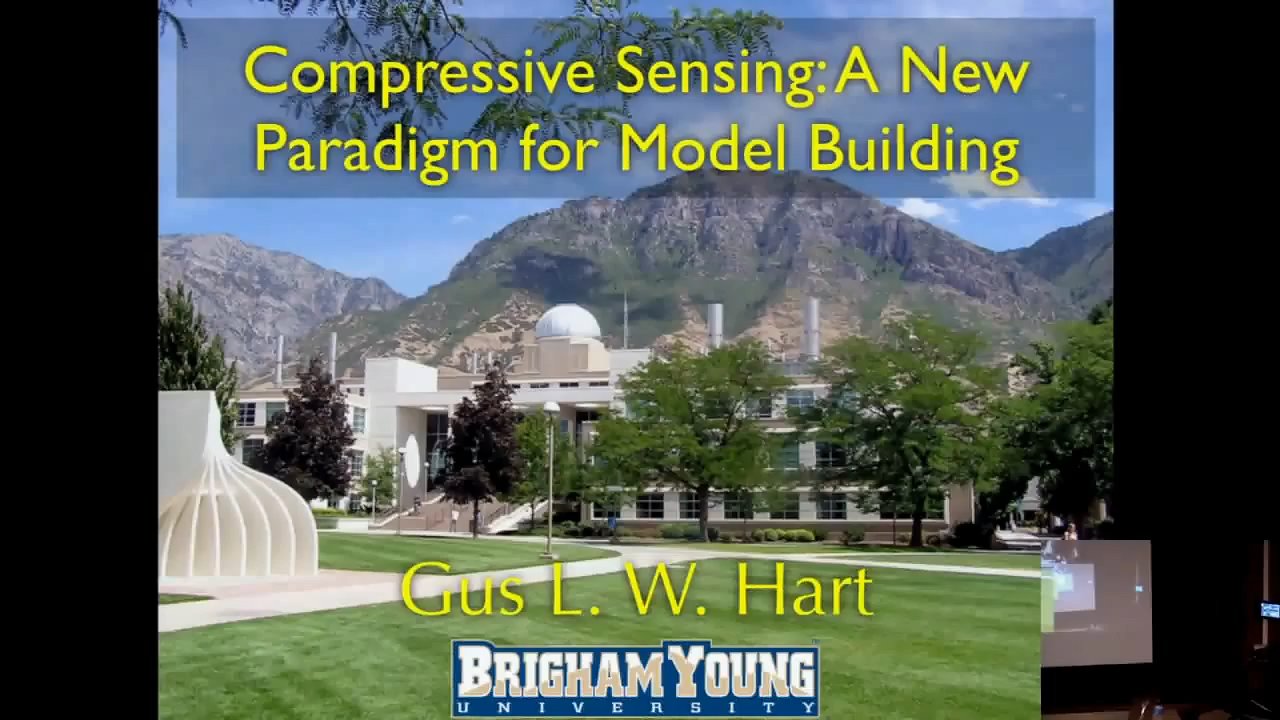 Compressive Sensing: A New
Paradigm for Model Building
Gus L. W. Hart
BRIGHAM YOUNG
UNIVERSITY